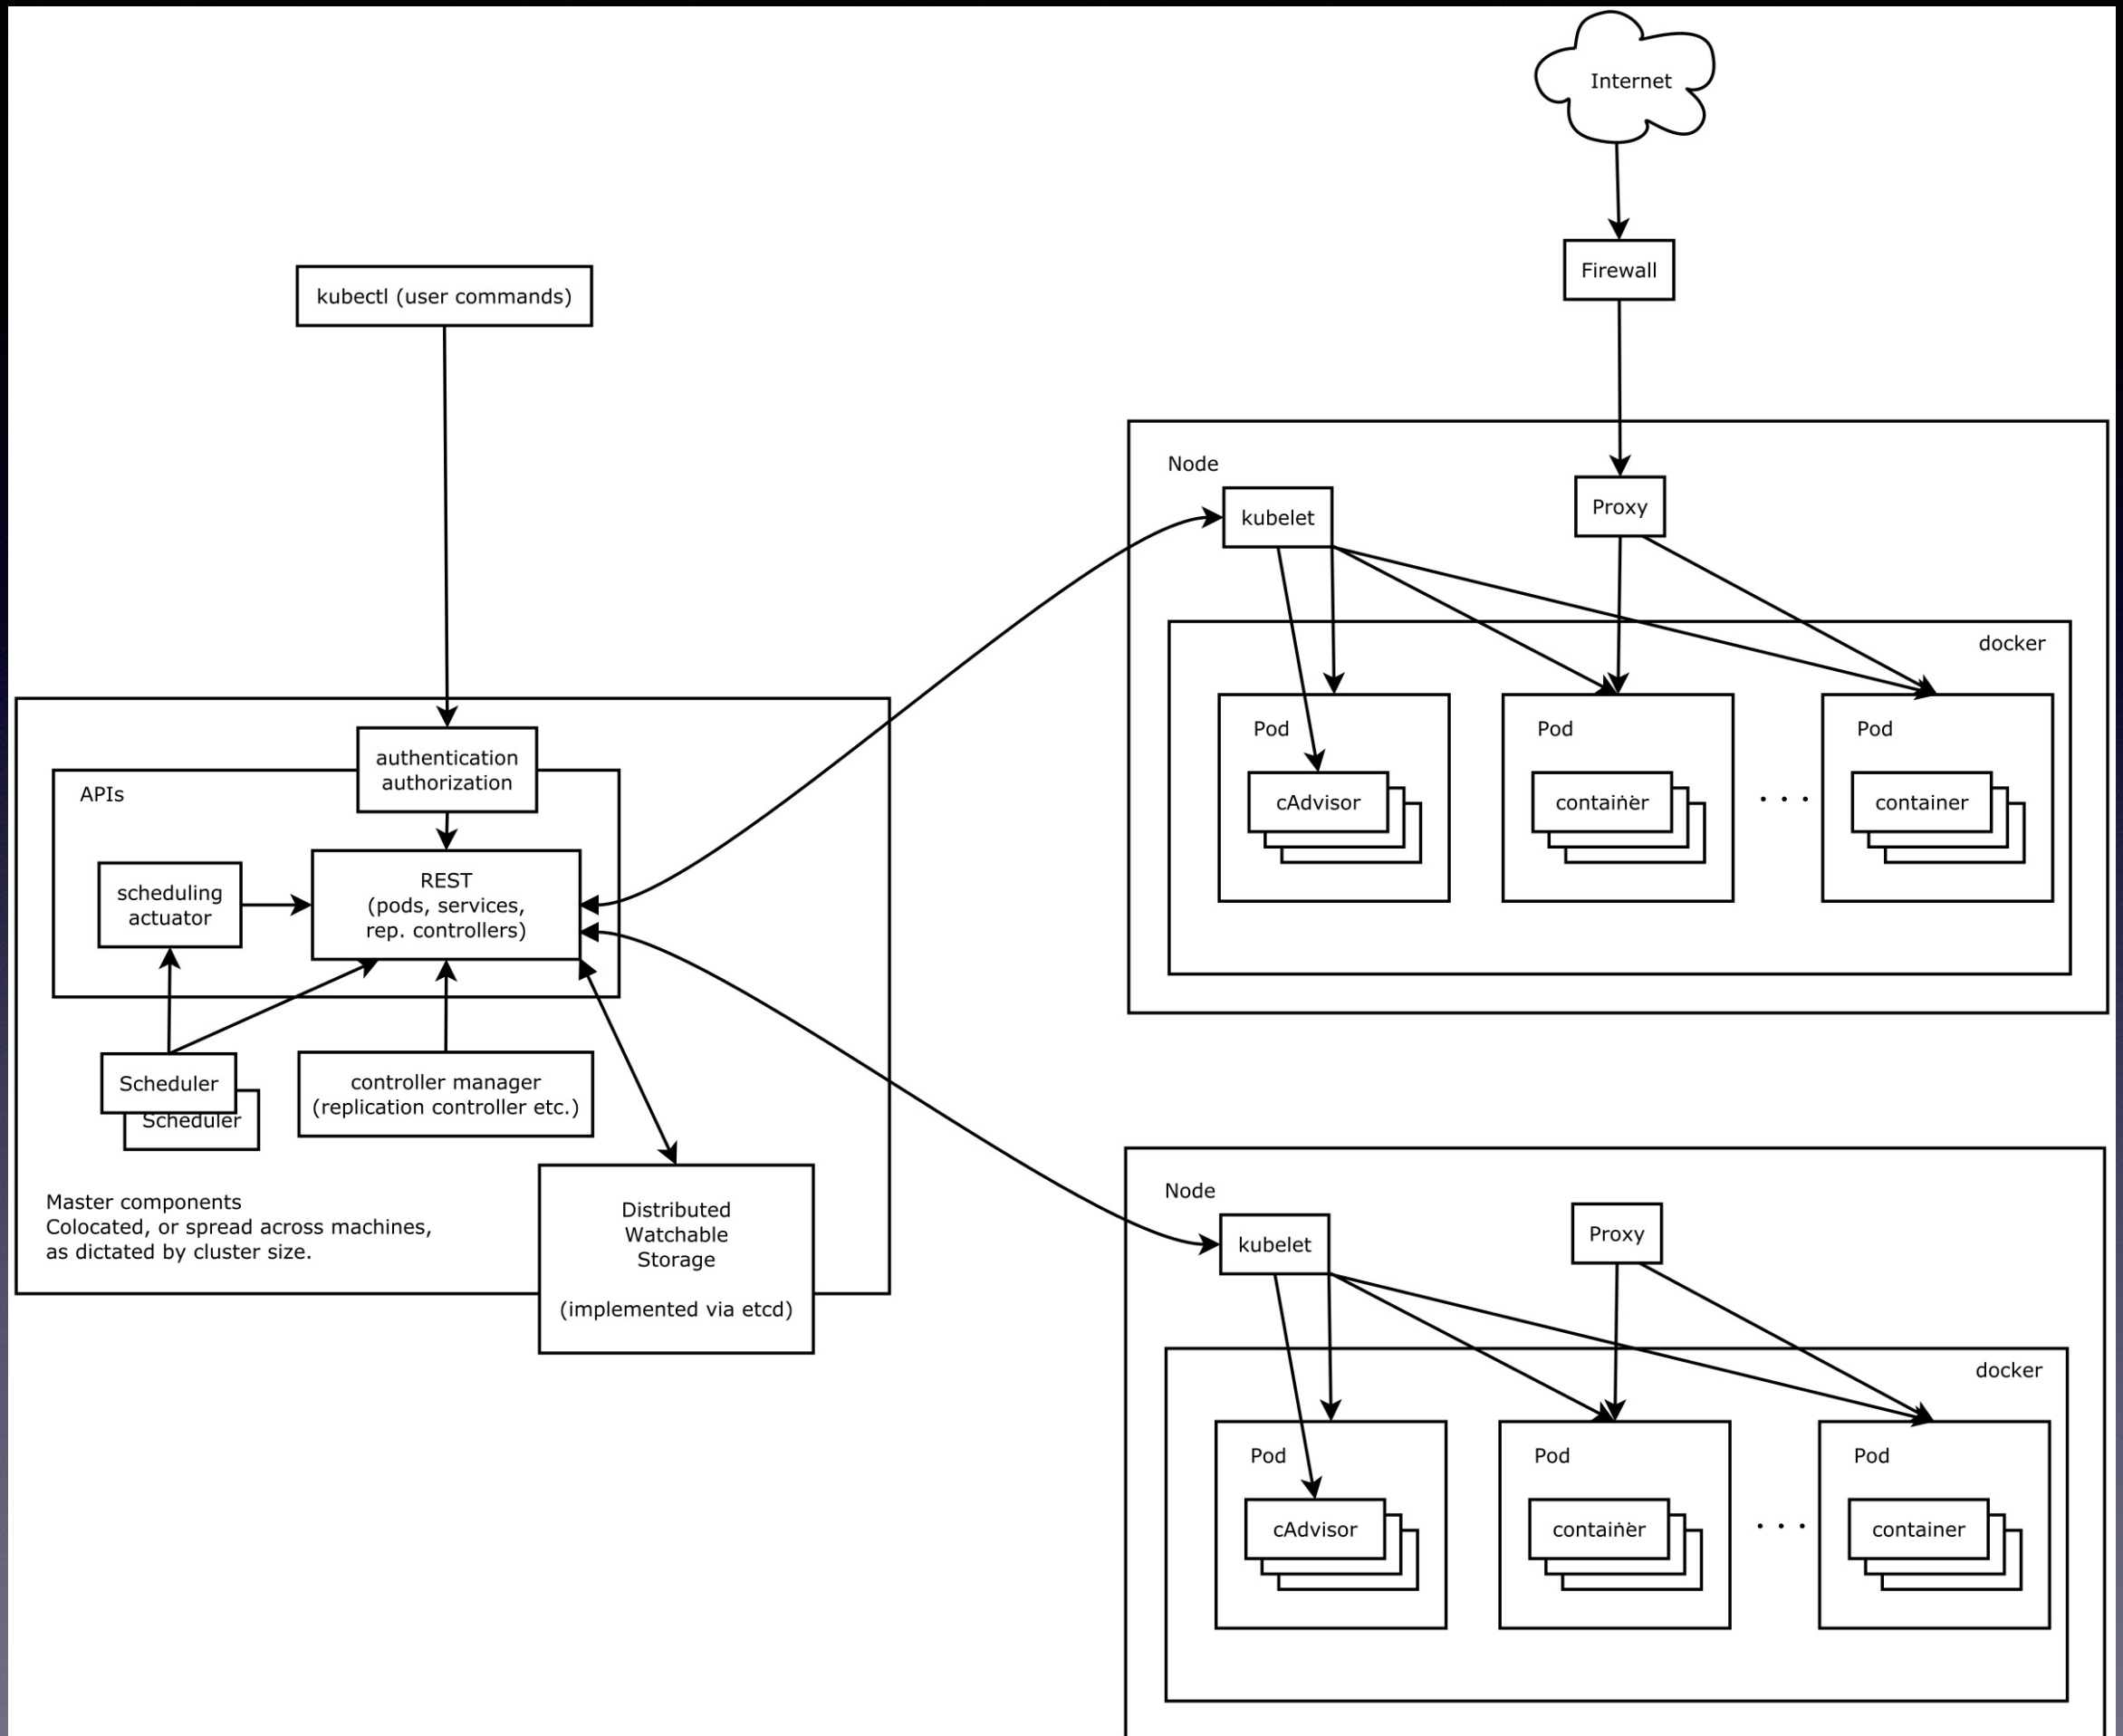 Internet
Firewall
kubectl (user commands)
Node
kubelet
Proxy
docker
Pod
cAdvisor
Pod
container
. . .
Pod
container
authentication
authorization
APIs
scheduling
actuator
REST
(pods, services,
rep. controllers)
Scheduler
Scheduler
controller manager
(replication controller etc.)
Master components
Colocated, or spread across machines,
as dictated by cluster size.
Distributed
Watchable
Storage
(implemented via etcd)
Node
kubelet
Proxy
docker
Pod
cAdvisor
Pod
container
. . .
Pod
container